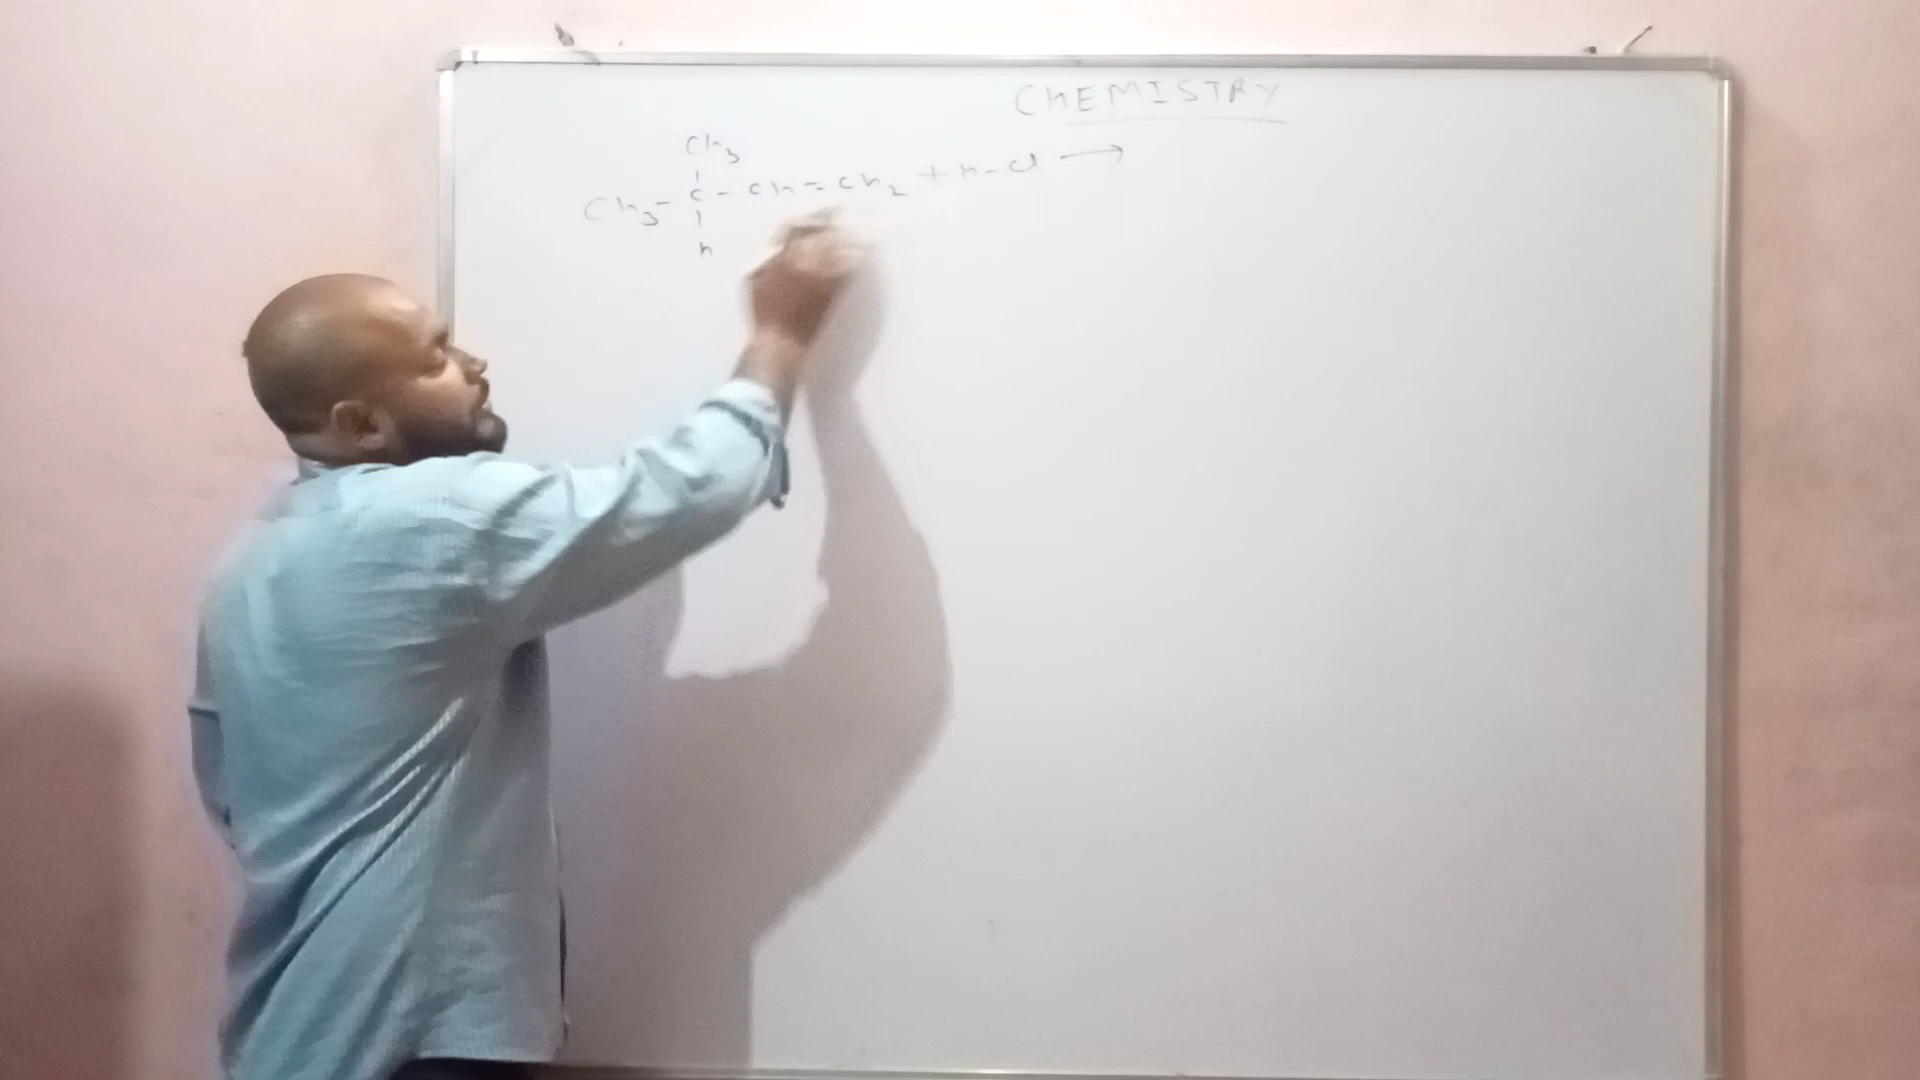 CHEMISTRY
CH3
CH3 - C - CH = CH2 + H - Cl →
H